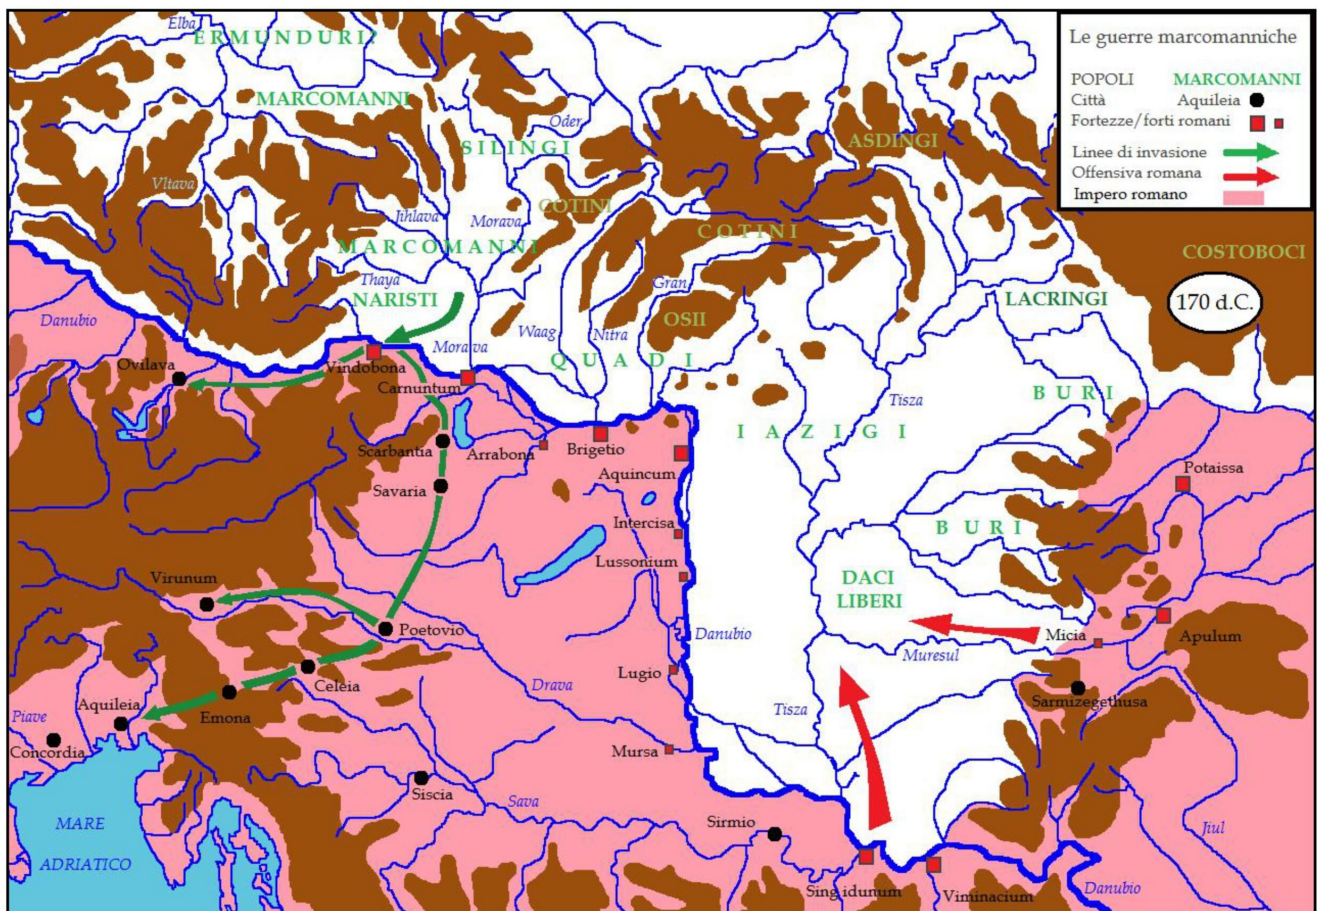 Le guerre marcomanniche
POPOLI MARCOMANNI
Città Aquileia
Fortezze/forti romani
Linee di invasione
Offensiva romana
Impero romano
170 d.C.
Elba
ERMUNDURI?
MARCOMANNI
Oder
SILINGI
ASDINGI
Vltava
COTINI
Jihlava
Morava
COTINI
MARCOMANNI
COSTOBOCI
Thaya
NARISTI
Gran
LACRINGI
Danubio
OSII
Waag
Nitra
Morava
QUADI
Ovilava
Vindobona
Carnuntum
Tisza
BURI
IAZIGI
Scarbantia
Arrabona
Brigetio
Aquincum
Potaissa
Savaria
Intercisa
BURI
Lussonium
Virunum
DACI
LIBERI
Poetovio
Danubio
Micia
Apulum
Muresul
Celeia
Drava
Lugio
Emona
Aquileia
Sarmizegethusa
Piave
Tisza
Concordia
Mursa
Siscia
Sava
MARE
ADRIATICO
Sirmio
Jiul
Sing idunum
Viminacium
Danubio